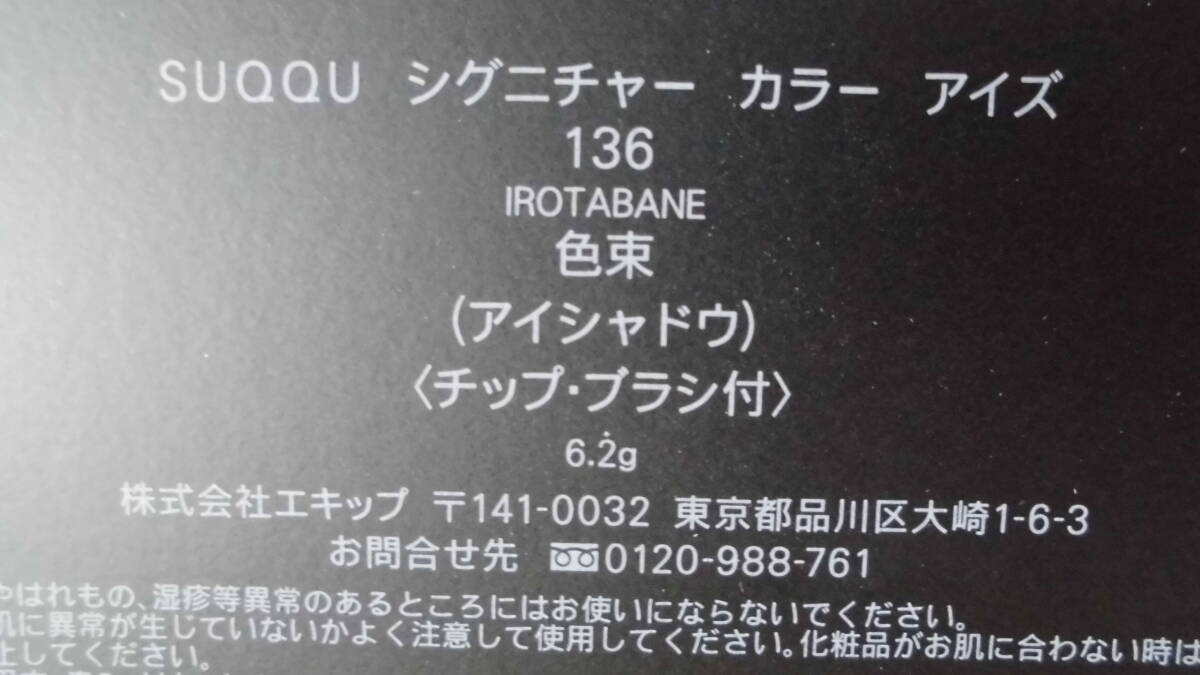 SUQQU シグニチャー カラー アイズ
136
IROTABANE
色束
(アイシャドウ)
〈チップ・ブラシ付〉
6.2g
株式会社エキップ 〒141-0032 東京都品川区大崎1-6-3
お問合せ先 0120-988-761
やはれもの、湿疹等異常のあるところにはお使いにならないでください。
肌に異常が生じていないかよく注意して使用してください。化粧品がお肌に合わない時は
止してください。